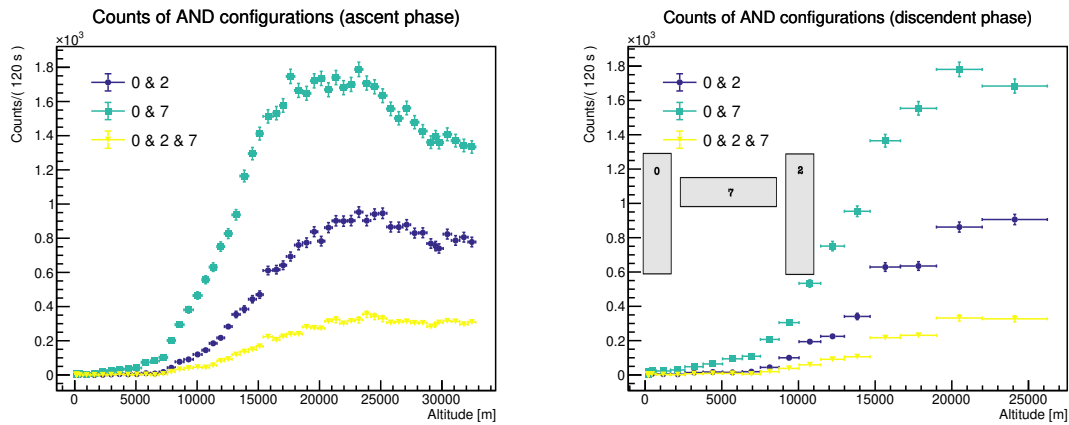 Counts of AND configurations (ascent phase)
×10³
Counts/( 120 s )
0 & 2
0 & 7
0 & 2 & 7
1.8
1.6
1.4
1.2
1
0.8
0.6
0.4
0.2
0
0 5000 10000 15000 20000 25000 30000
Altitude [m]
Counts of AND configurations (discendent phase)
×10³
Counts/( 120 s )
0 & 2
0 & 7
0 & 2 & 7
0
7
2
1.8
1.6
1.4
1.2
1
0.8
0.6
0.4
0.2
0
0 5000 10000 15000 20000 25000
Altitude [m]